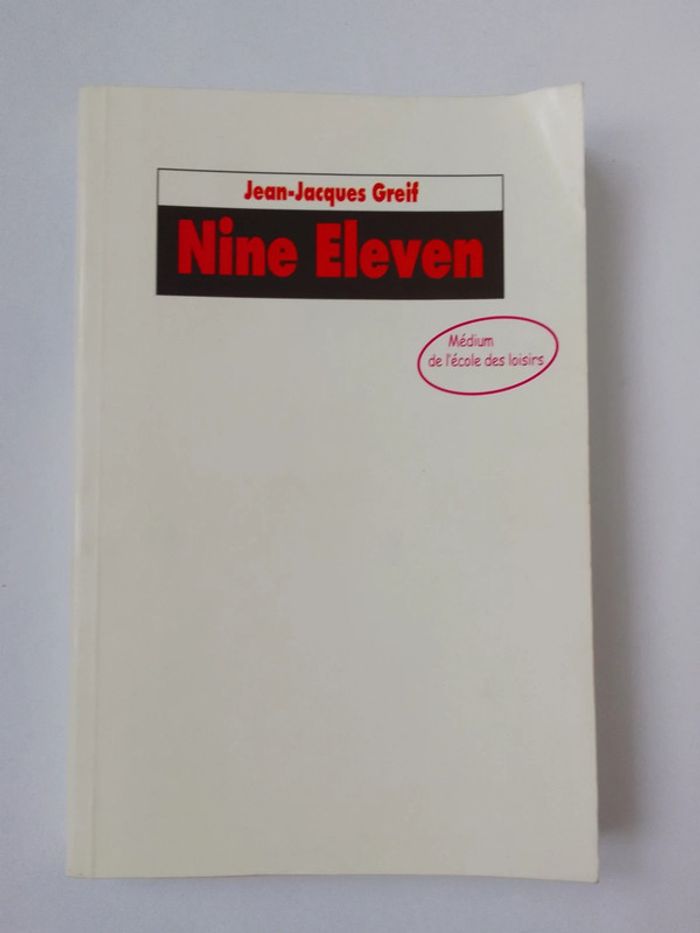 Jean-Jacques Greif
Nine Eleven
Médium
de l'école des loisirs